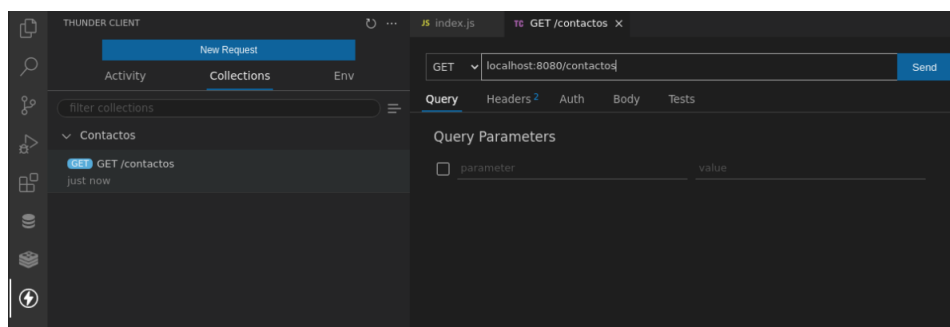 THUNDER CLIENT
New Request
Activity Collections Env
filter collections
Contactos
GET GET /contactos
just now
JS index.js TC GET /contactos
GET localhost:8080/contactos Send
Query Headers 2 Auth Body Tests
Query Parameters
parameter value